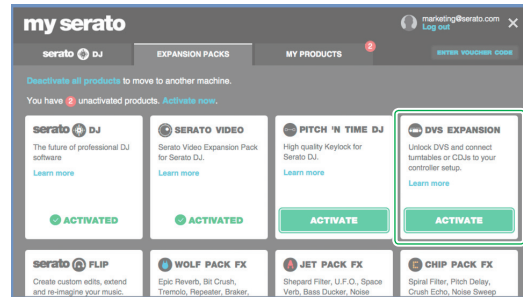 my serato
marketing@serato.com
Log out
serato DJ
EXPANSION PACKS
MY PRODUCTS
2
ENTER VOUCHER CODE
Deactivate all products to move to another machine.
You have 2 unactivated products. Activate now.
serato DJ
The future of professional DJ
software
Learn more
ACTIVATED
SERATO VIDEO
Serato Video Expansion Pack
for Serato DJ.
Learn more
ACTIVATED
PITCH 'N TIME DJ
High quality Keylock for
Serato DJ.
Learn more
ACTIVATE
DVS EXPANSION
Unlock DVS and connect
turntables or CDJs to your
controller setup.
Learn more
ACTIVATE
serato FLIP
Create custom edits, extend
and re-imagine your music.
WOLF PACK FX
Epic Reverb, Bit Crush,
Tremolo, Repeater, Braker,
JET PACK FX
Shepard Filter, U.F.O., Space
Verb, Bass Ducker, Noise
CHIP PACK FX
Spiral Filter, Pitch Delay,
Crush Echo, Noise Sweep